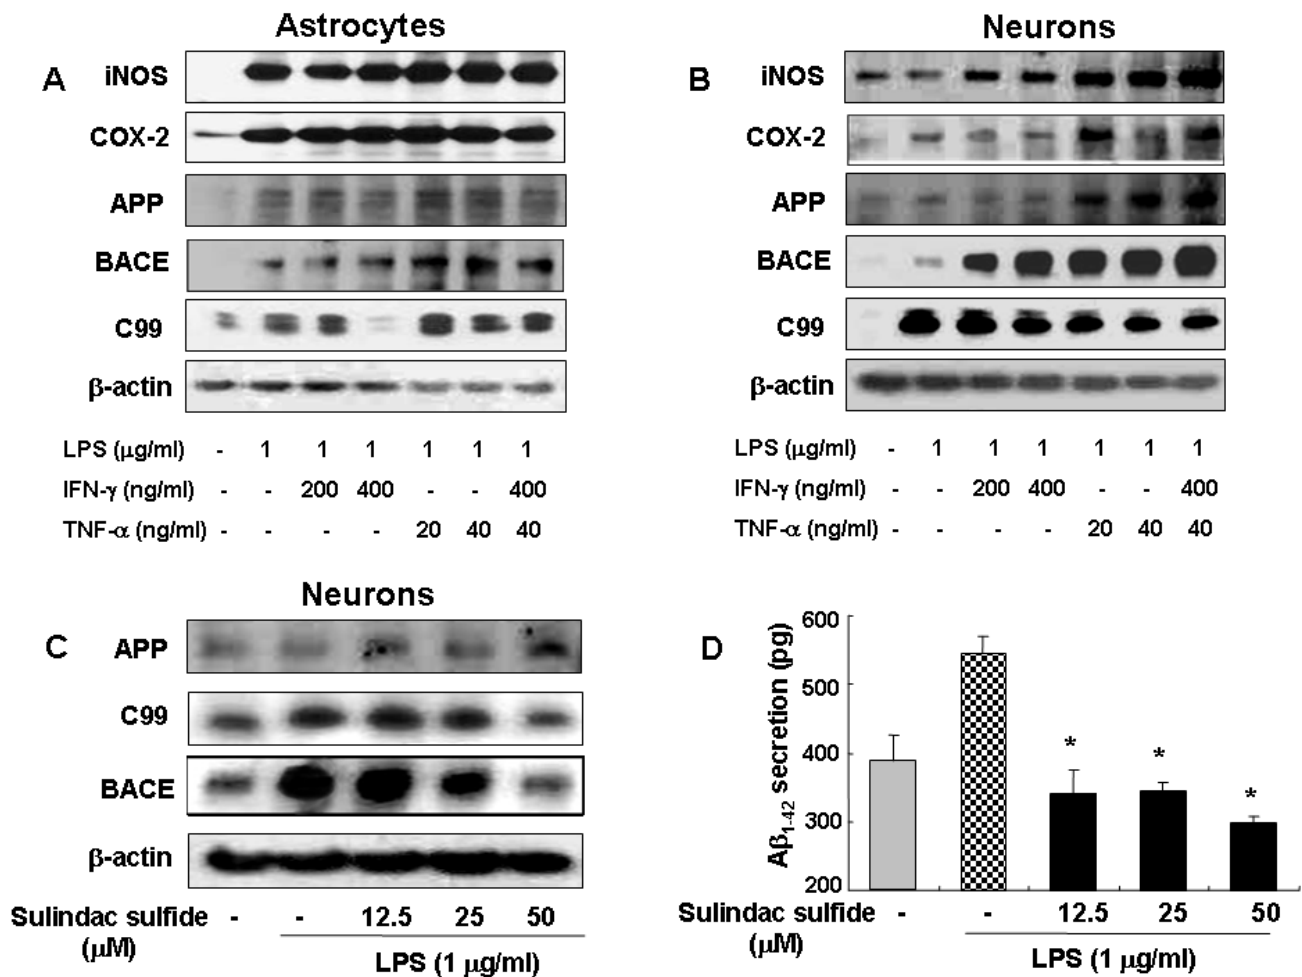 Astrocytes
A
iNOS
COX-2
APP
BACE
C99
β-actin
LPS (μg/ml) - 1 1 1 1 1 1
IFN-γ (ng/ml) - - 200 400 - - 400
TNF-α (ng/ml) - - - - 20 40 40
Neurons
B
iNOS
COX-2
APP
BACE
C99
β-actin
LPS (μg/ml) - 1 1 1 1 1 1
IFN-γ (ng/ml) - - 200 400 - - 400
TNF-α (ng/ml) - - - - 20 40 40
Neurons
C
APP
C99
BACE
β-actin
Sulindac sulfide - - 12.5 25 50
(μM)
LPS (1 μg/ml)
D
Aβ1-42 secretion (pg)
600
500
400
300
200
* * *
Sulindac sulfide - - 12.5 25 50
(μM)
LPS (1 μg/ml)